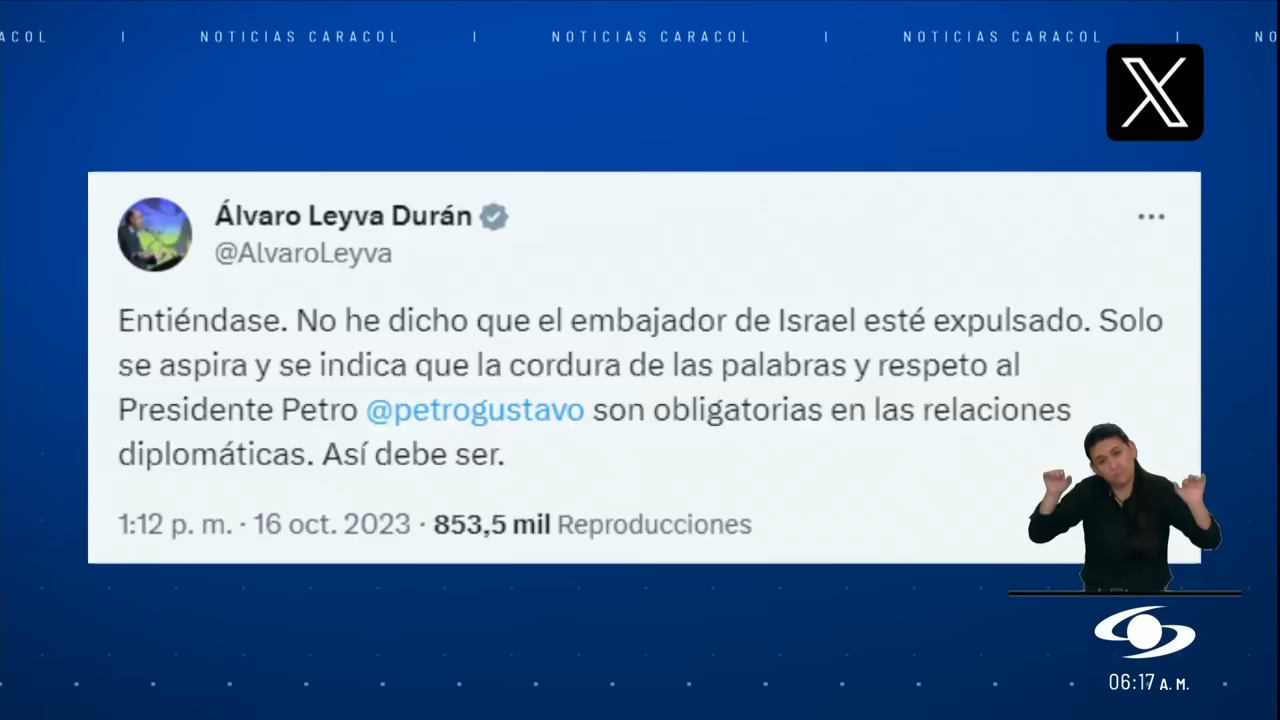 ACOL | NOTICIAS CARACOL | NOTICIAS CARACOL | NOTICIAS CARACOL | NO
Álvaro Leyva Durán
@AlvaroLeyva
Entiéndase. No he dicho que el embajador de Israel esté expulsado. Solo
se aspira y se indica que la cordura de las palabras y respeto al
Presidente Petro @petrogustavo son obligatorias en las relaciones
diplomáticas. Así debe ser.
1:12 p. m. · 16 oct. 2023 · 853,5 mil Reproducciones
06:17 A. M.